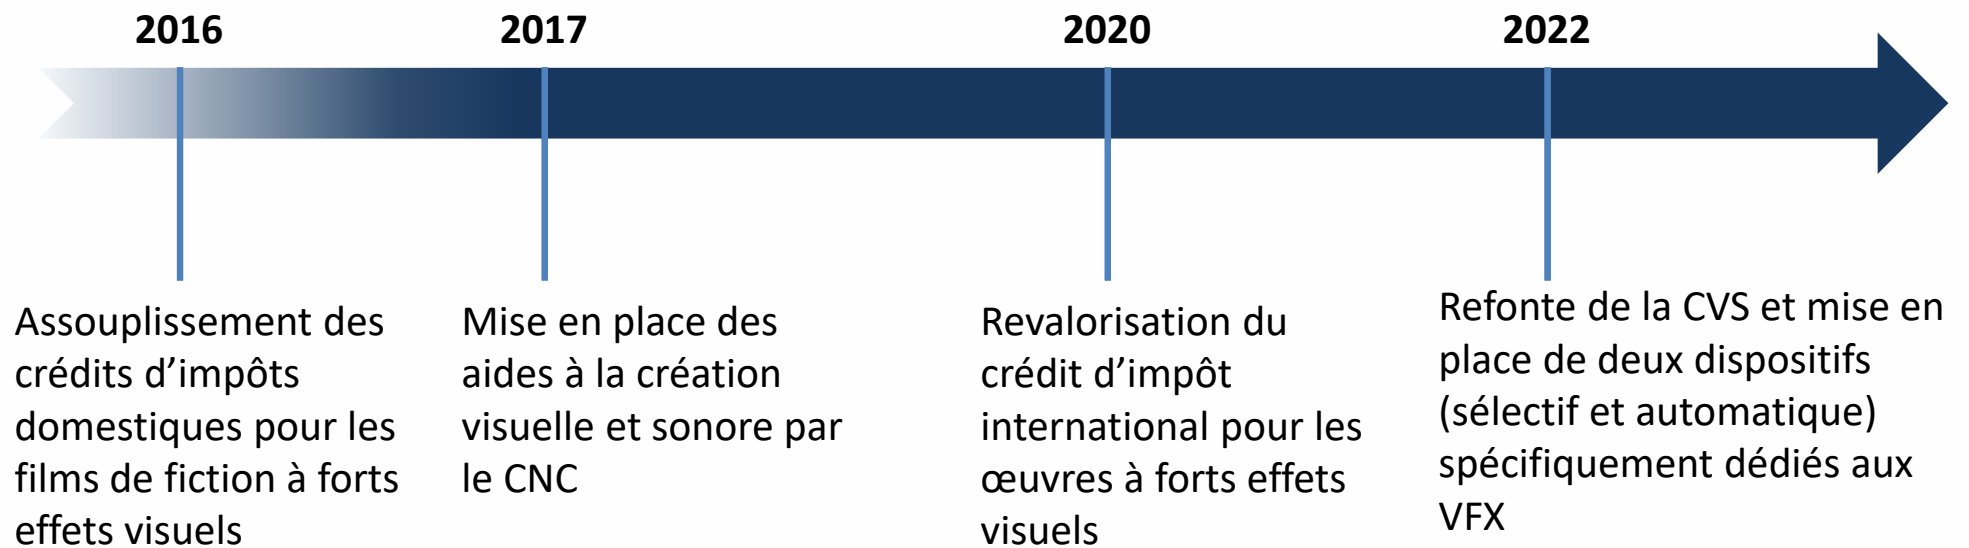 2016
Assouplissement des
crédits d’impôts
domestiques pour les
films de fiction à forts
effets visuels
2017
Mise en place des
aides à la création
visuelle et sonore par
le CNC
2020
Revalorisation du
crédit d’impôt
international pour les
œuvres à forts effets
visuels
2022
Refonte de la CVS et mise en
place de deux dispositifs
(sélectif et automatique)
spécifiquement dédiés aux
VFX